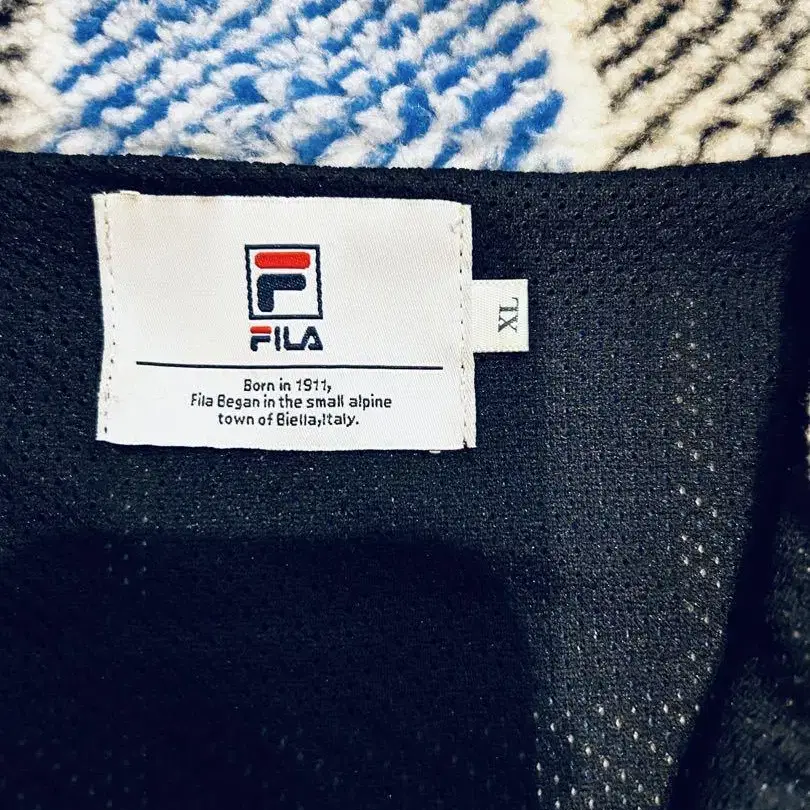 F
FILA
XL
Born in 1911,
Fila Began in the small alpine
town of Biella,Italy.